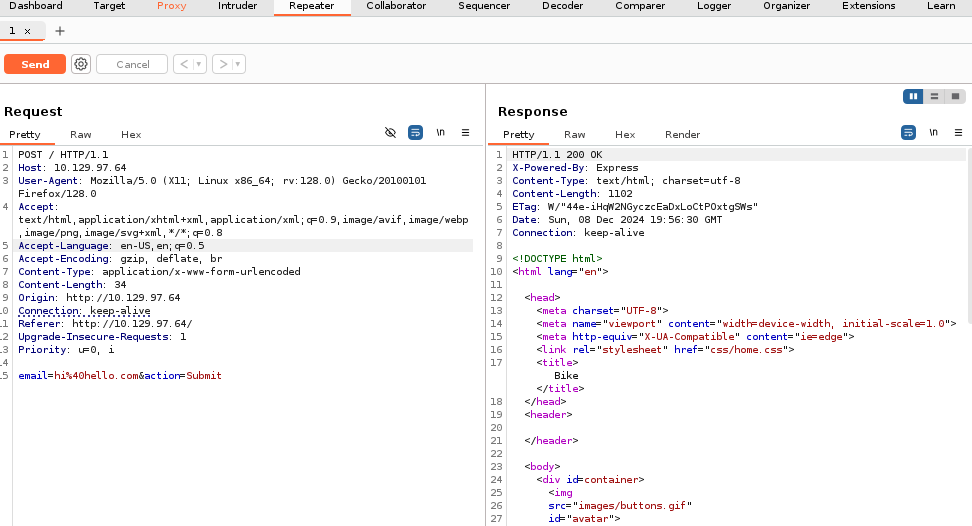 Dashboard Target Proxy Intruder Repeater Collaborator Sequencer Decoder Comparer Logger Organizer Extensions Learn
1 × +
Send Cancel < >
Request
Pretty Raw Hex \n
1 POST / HTTP/1.1
2 Host: 10.129.97.64
3 User-Agent: Mozilla/5.0 (X11; Linux x86_64; rv:128.0) Gecko/20100101
Firefox/128.0
4 Accept:
text/html,application/xhtml+xml,application/xml;q=0.9,image/avif,image/webp
,image/png,image/svg+xml,*/*;q=0.8
5 Accept-Language: en-US,en;q=0.5
6 Accept-Encoding: gzip, deflate, br
7 Content-Type: application/x-www-form-urlencoded
8 Content-Length: 34
9 Origin: http://10.129.97.64
10 Connection: keep-alive
11 Referer: http://10.129.97.64/
12 Upgrade-Insecure-Requests: 1
13 Priority: u=0, i
14
15 email=hi%40hello.com&action=Submit
Response
Pretty Raw Hex Render \n
1 HTTP/1.1 200 OK
2 X-Powered-By: Express
3 Content-Type: text/html; charset=utf-8
4 Content-Length: 1102
5 ETag: W/"44e-iHqW2NGyczcEaDxLoCtPOxtgSWs"
6 Date: Sun, 08 Dec 2024 19:56:30 GMT
7 Connection: keep-alive
8
9 <!DOCTYPE html>
10 <html lang="en">
11
12 <head>
13 <meta charset="UTF-8">
14 <meta name="viewport" content="width=device-width, initial-scale=1.0">
15 <meta http-equiv="X-UA-Compatible" content="ie=edge">
16 <link rel="stylesheet" href="css/home.css">
17 <title>
Bike
</title>
18 </head>
19 <header>
20
21 </header>
22
23 <body>
24 <div id=container>
25 <img
26 src="images/buttons.gif"
27 id="avatar">